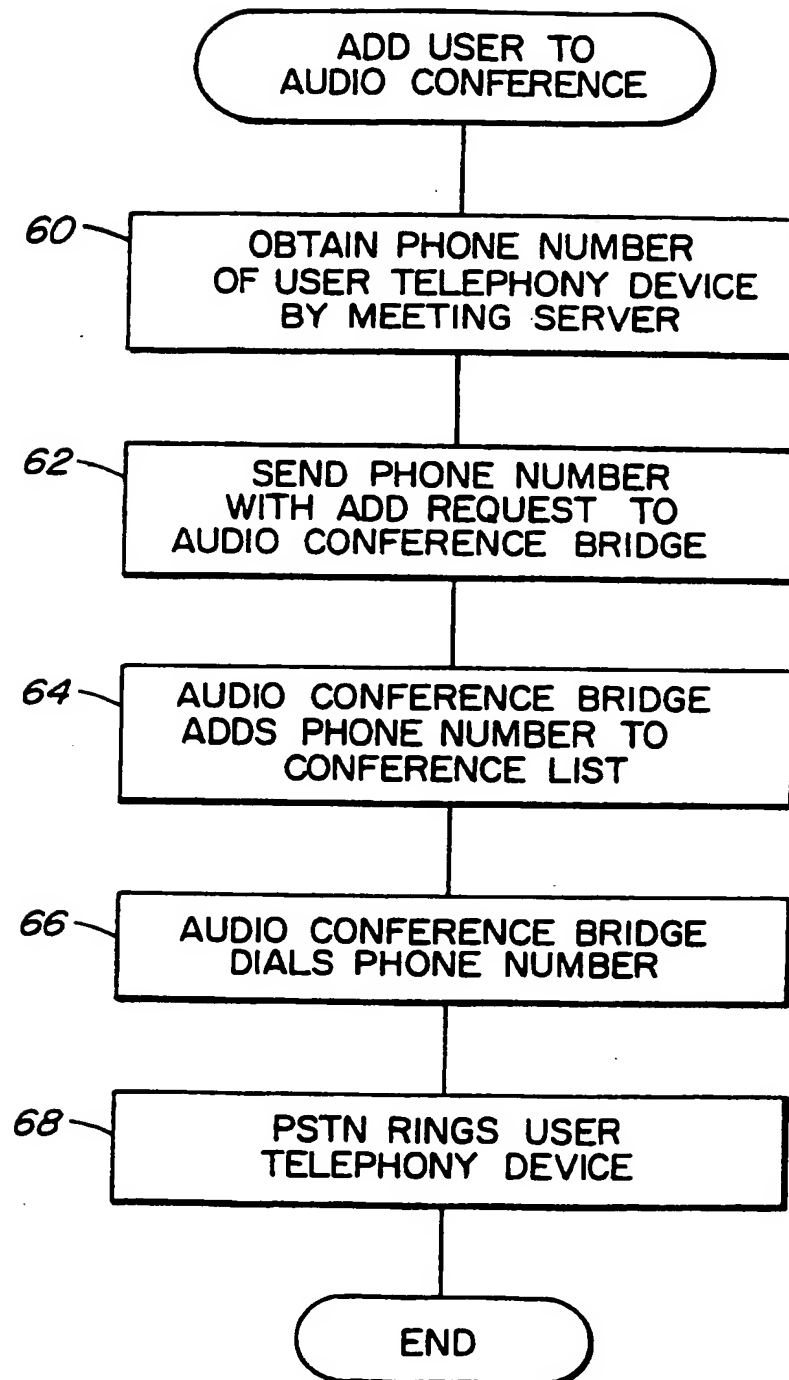 ADD USER TO
AUDIO CONFERENCE
60
OBTAIN PHONE NUMBER
OF USER TELEPHONY DEVICE
BY MEETING SERVER
62
SEND PHONE NUMBER
WITH ADD REQUEST TO
AUDIO CONFERENCE BRIDGE
64
AUDIO CONFERENCE BRIDGE
ADDS PHONE NUMBER TO
CONFERENCE LIST
66
AUDIO CONFERENCE BRIDGE
DIALS PHONE NUMBER
68
PSTN RINGS USER
TELEPHONY DEVICE
END